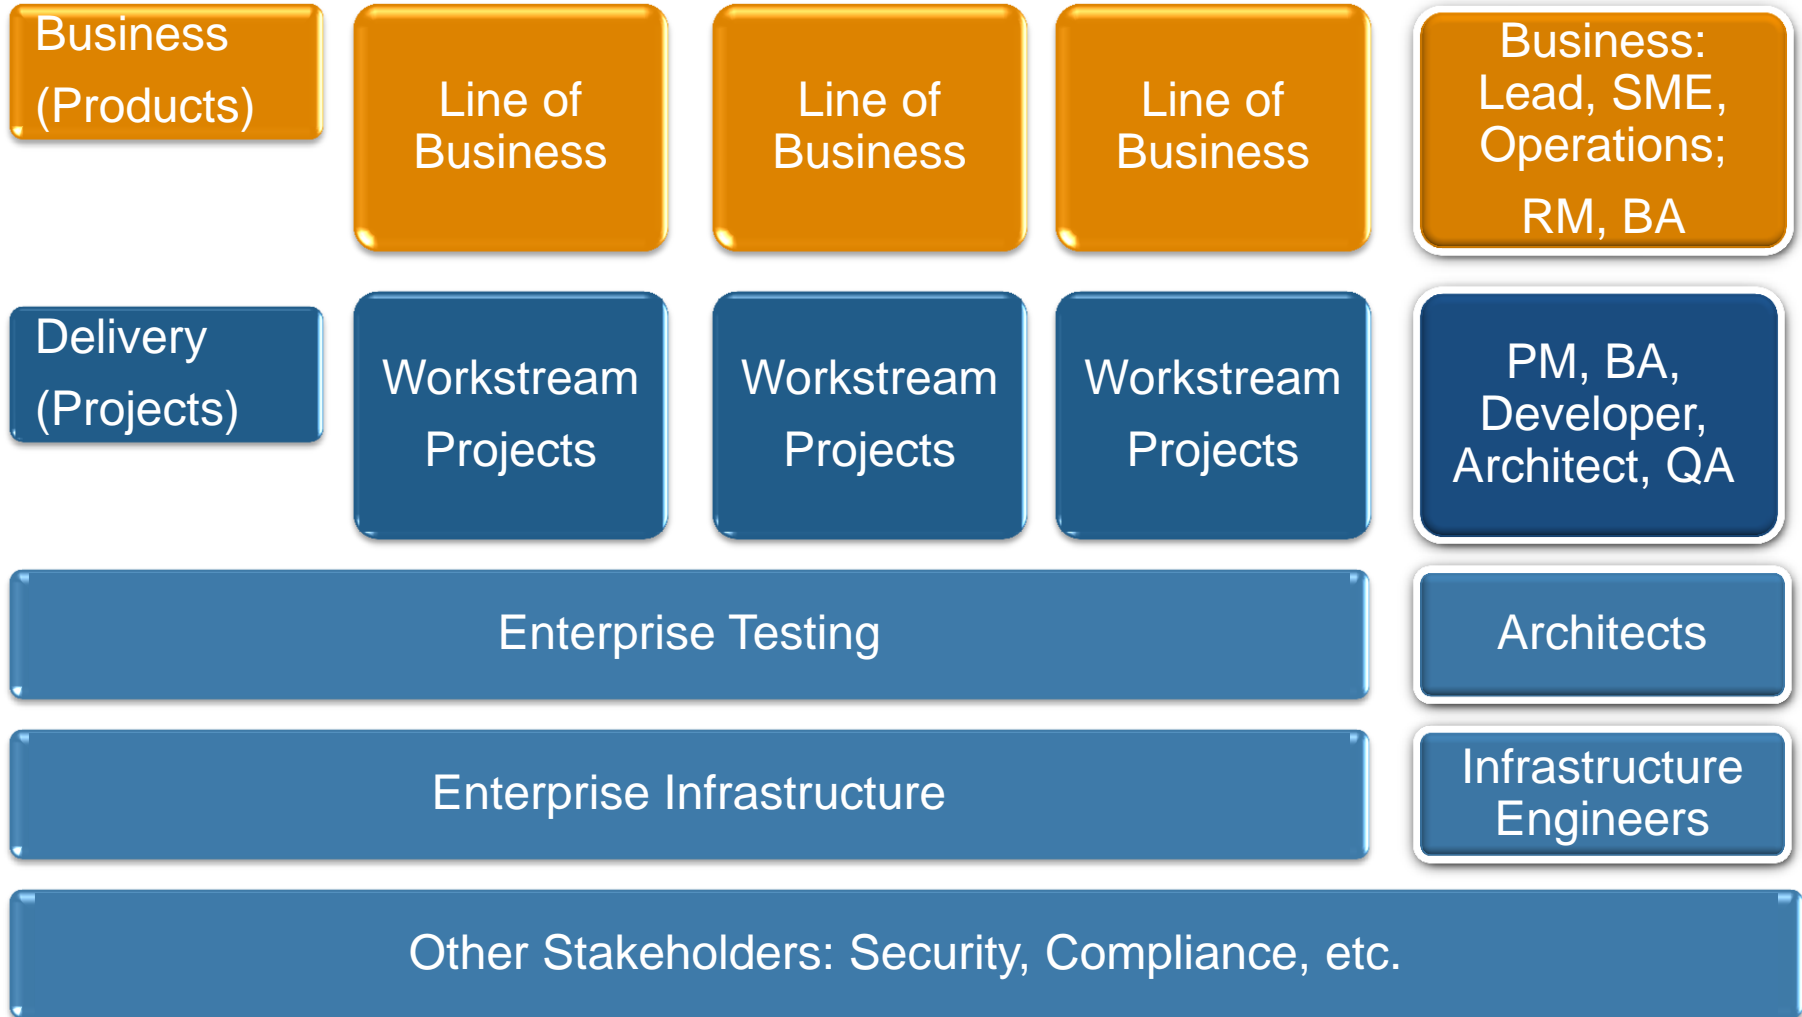 Business
(Products)
Line of
Business
Line of
Business
Line of
Business
Business:
Lead, SME,
Operations;
RM, BA
Delivery
(Projects)
Workstream
Projects
Workstream
Projects
Workstream
Projects
PM, BA,
Developer,
Architect, QA
Enterprise Testing
Architects
Enterprise Infrastructure
Infrastructure
Engineers
Other Stakeholders: Security, Compliance, etc.